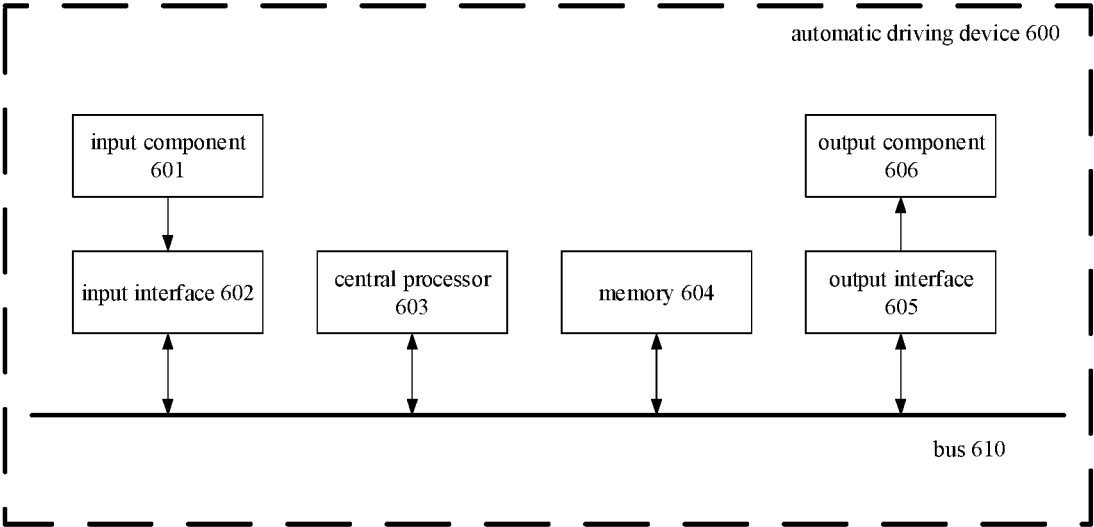 automatic driving device 600
input component
601
output component
606
input interface 602
central processor
603
memory 604
output interface
605
bus 610